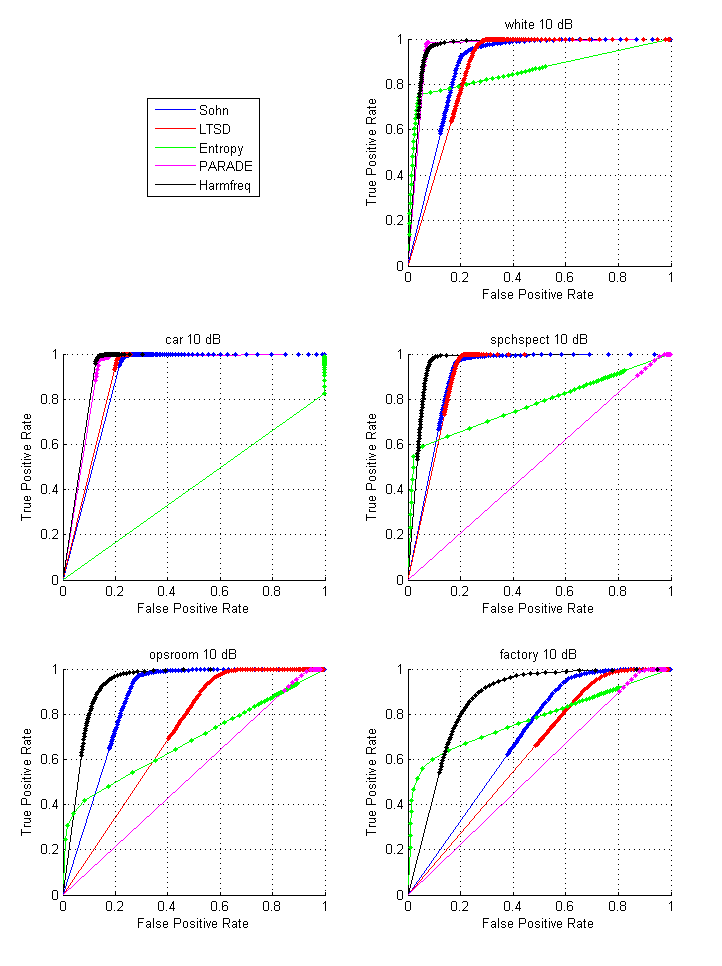 white 10 dB
1
0.8
0.6
0.4
0.2
0
0 0.2 0.4 0.6 0.8 1
True Positive Rate
False Positive Rate
Sohn
LTSD
Entropy
PARADE
Harmfreq
car 10 dB
1
0.8
0.6
0.4
0.2
0
0 0.2 0.4 0.6 0.8 1
True Positive Rate
False Positive Rate
spchspect 10 dB
1
0.8
0.6
0.4
0.2
0
0 0.2 0.4 0.6 0.8 1
True Positive Rate
False Positive Rate
opsroom 10 dB
1
0.8
0.6
0.4
0.2
0
0 0.2 0.4 0.6 0.8 1
True Positive Rate
False Positive Rate
factory 10 dB
1
0.8
0.6
0.4
0.2
0
0 0.2 0.4 0.6 0.8 1
True Positive Rate
False Positive Rate